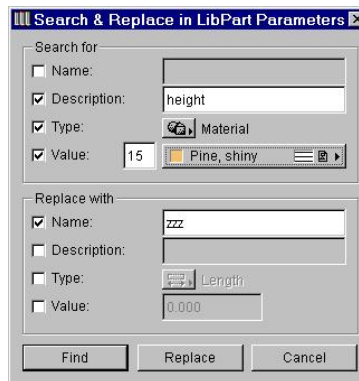 Search & Replace in LibPart Parameters
Search for
Name:
Description: height
Type: Material
Value: 15 Pine, shiny
Replace with
Name: zzz
Description:
Type: Length
Value: 0.000
Find Replace Cancel